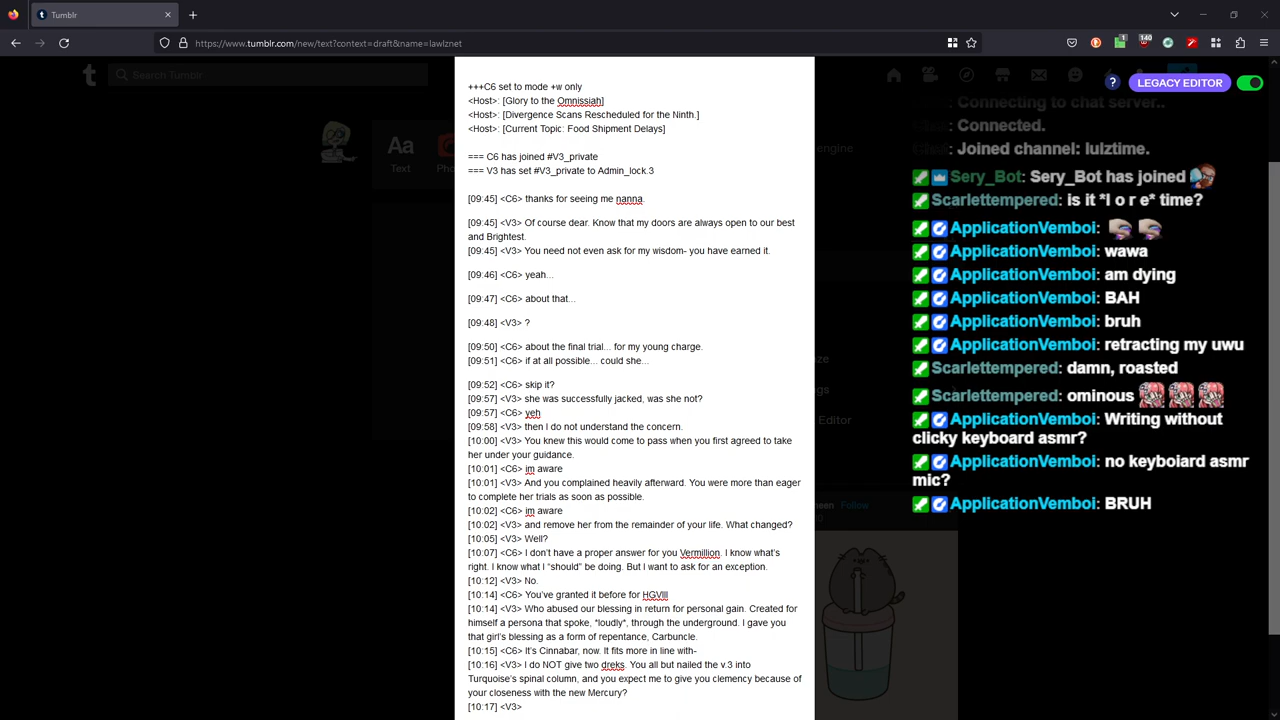 Tumblr
https://www.tumblr.com/new/text?context=draft&name=lawlznet
1
140
Search Tumblr
LEGACY EDITOR
+++C6 set to mode +w only
<Host>: [Glory to the Omnissiah]
<Host>: [Divergence Scans Rescheduled for the Ninth.]
<Host>: [Current Topic: Food Shipment Delays]
=== C6 has joined #V3_private
=== V3 has set #V3_private to Admin_lock.3
[09:45] <C6> thanks for seeing me nanna.
[09:45] <V3> Of course dear. Know that my doors are always open to our best
and Brightest.
[09:45] <V3> You need not even ask for my wisdom- you have earned it.
[09:46] <C6> yeah...
[09:47] <C6> about that...
[09:48] <V3> ?
[09:50] <C6> about the final trial... for my young charge.
[09:51] <C6> if at all possible... could she...
[09:52] <C6> skip it?
[09:57] <V3> she was successfully jacked, was she not?
[09:57] <C6> yeh
[09:58] <V3> then I do not understand the concern.
[10:00] <V3> You knew this would come to pass when you first agreed to take
her under your guidance.
[10:01] <C6> im aware
[10:01] <V3> And you complained heavily afterward. You were more than eager
to complete her trials as soon as possible.
[10:02] <C6> im aware
[10:02] <V3> and remove her from the remainder of your life. What changed?
[10:05] <V3> Well?
[10:07] <C6> I don't have a proper answer for you Vermillion. I know what's
right. I know what I “should” be doing. But I want to ask for an exception.
[10:12] <V3> No.
[10:14] <C6> You've granted it before for HGVIII
[10:14] <V3> Who abused our blessing in return for personal gain. Created for
himself a persona that spoke, *loudly*, through the underground. I gave you
that girl's blessing as a form of repentance, Carbuncle.
[10:15] <C6> It's Cinnabar, now. It fits more in line with-
[10:16] <V3> I do NOT give two dreks. You all but nailed the v.3 into
Turquoise's spinal column, and you expect me to give you clemency because of
your closeness with the new Mercury?
[10:17] <V3>
Aa
Text
engine
Editor
Follow
Connecting to chat server..
Connected.
Joined channel: lulztime.
Sery_Bot: Sery_Bot has joined
Scarlettempered: is it *l o r e* time?
ApplicationVemboi:
ApplicationVemboi: wawa
ApplicationVemboi: am dying
ApplicationVemboi: BAH
ApplicationVemboi: bruh
ApplicationVemboi: retracting my uwu
Scarlettempered: damn, roasted
Scarlettempered: ominous
ApplicationVemboi: Writing without
clicky keyboard asmr?
ApplicationVemboi: no keyboiard asmr
mic?
ApplicationVemboi: BRUH